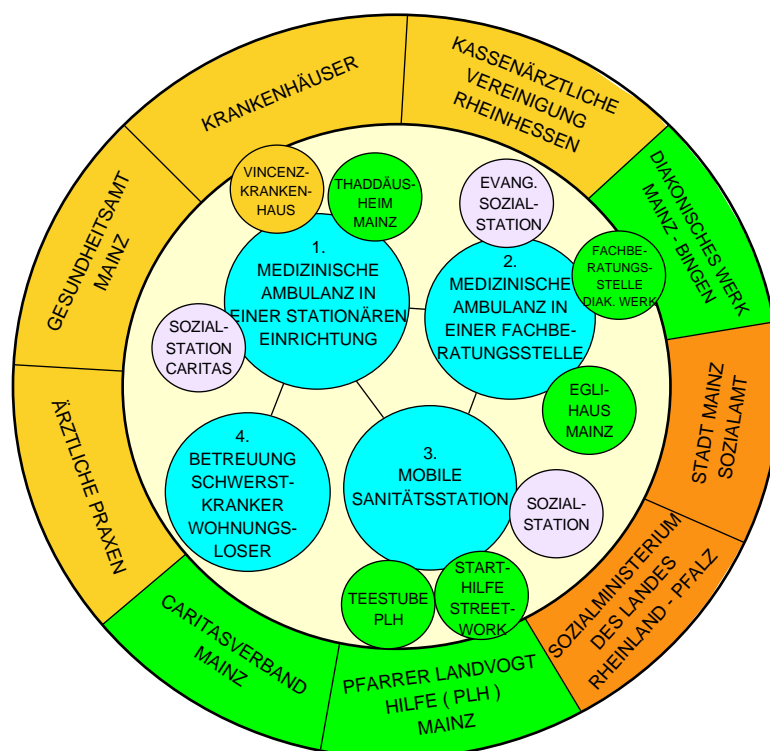 KRANKENHÄUSER
KASSENÄRZTLICHE
VEREINIGUNG
RHEINHESSEN
DIAKONISCHES WERK
MAINZ - BINGEN
STADT MAINZ
SOZIALAMT
SOZIALMINISTERIUM
DES LANDES
RHEINLAND - PFALZ
PFARRER LANDVOGT
HILFE ( PLH )
MAINZ
CARITASVERBAND
MAINZ
ÄRZTLICHE PRAXEN
GESUNDHEITSAMT
MAINZ
VINCENZ-
KRANKEN-
HAUS
THADDÄUS-
HEIM
MAINZ
EVANG.
SOZIAL-
STATION
FACHBE-
RATUNGS-
STELLE
DIAK. WERK
1.
MEDIZINISCHE
AMBULANZ IN
EINER STATIONÄREN
EINRICHTUNG
2.
MEDIZINISCHE
AMBULANZ IN
EINER FACHBE-
RATUNGSSTELLE
SOZIAL-
STATION
CARITAS
EGLI-
HAUS
MAINZ
4.
BETREUUNG
SCHWERST-
KRANKER
WOHNUNGS-
LOSER
3.
MOBILE
SANITÄTSSTATION
SOZIAL-
STATION
TEESTUBE
PLH
START-
HILFE
STREET-
WORK